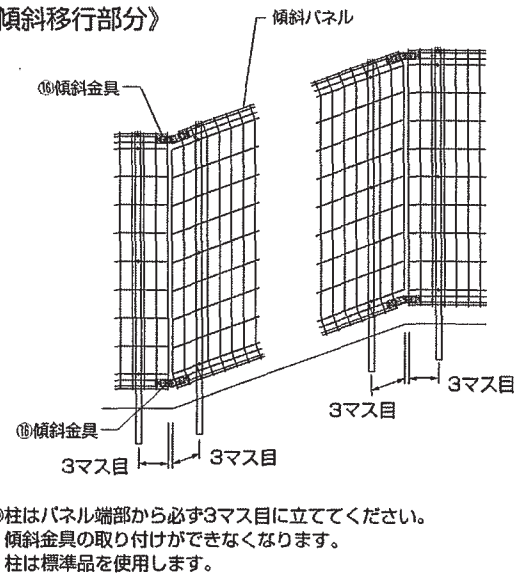 傾斜移行部分》
傾斜パネル
⑯傾斜金具
⑯傾斜金具
3マス目
3マス目
3マス目
3マス目
柱はパネル端部から必ず3マス目に立ててください。
傾斜金具の取り付けができなくなります。
柱は標準品を使用します。